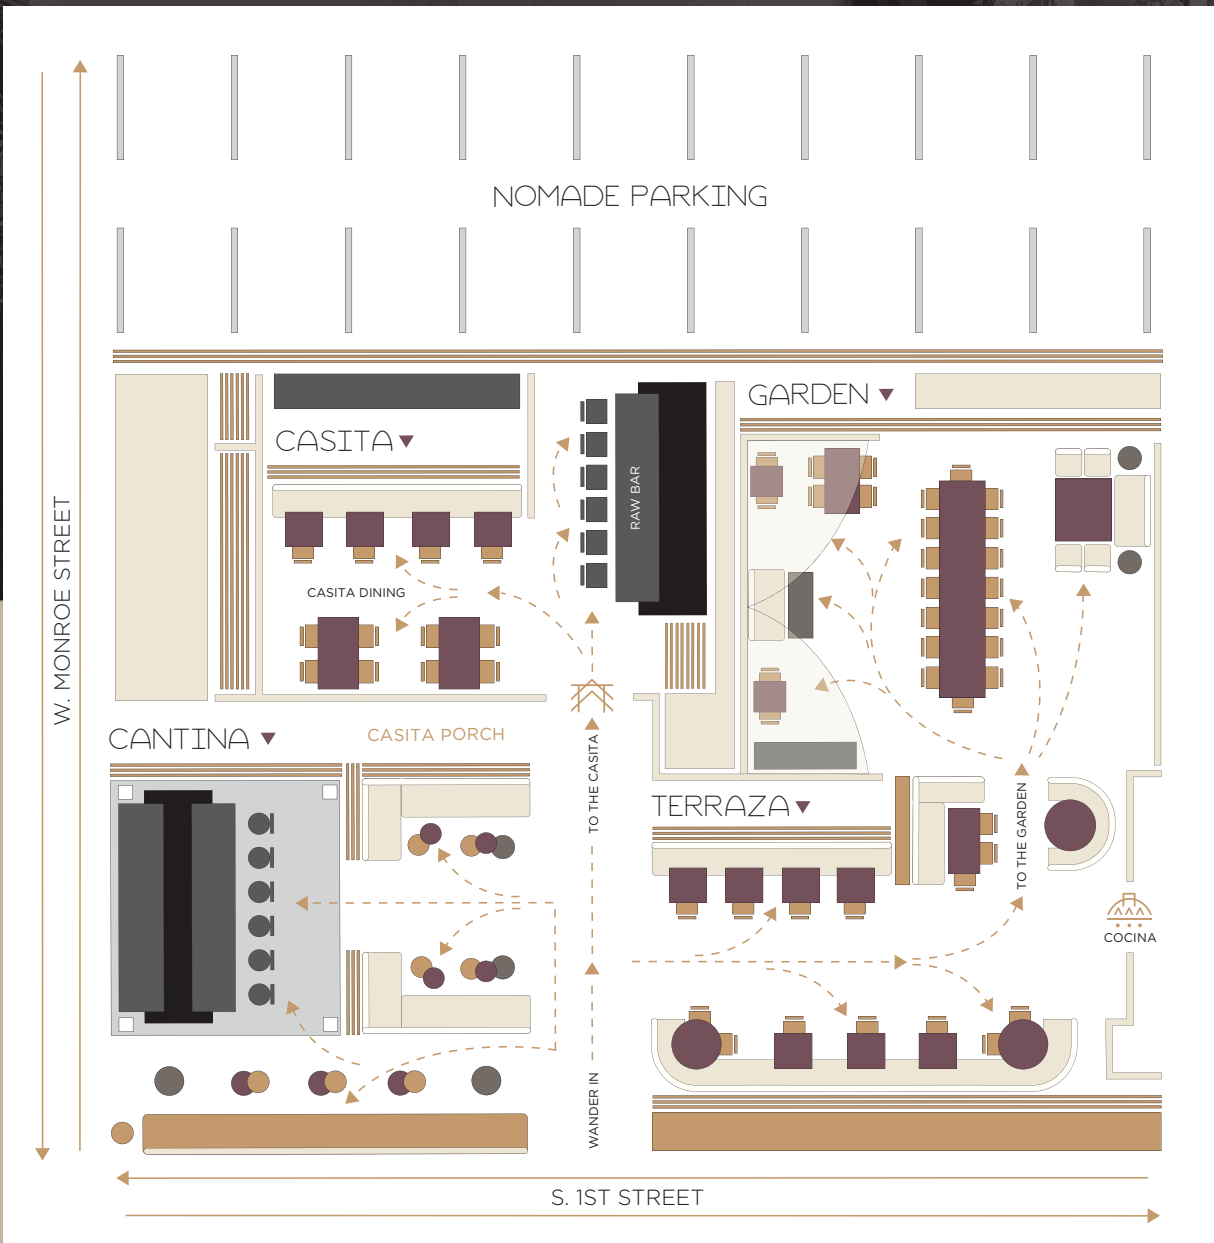 NOMADE PARKING
GARDEN
CASITA
RAW BAR
W. MONROE STREET
CASITA DINING
CANTINA
CASITA PORCH
TO THE CASITA
TERRAZA
TO THE GARDEN
COCINA
WANDER IN
S. 1ST STREET